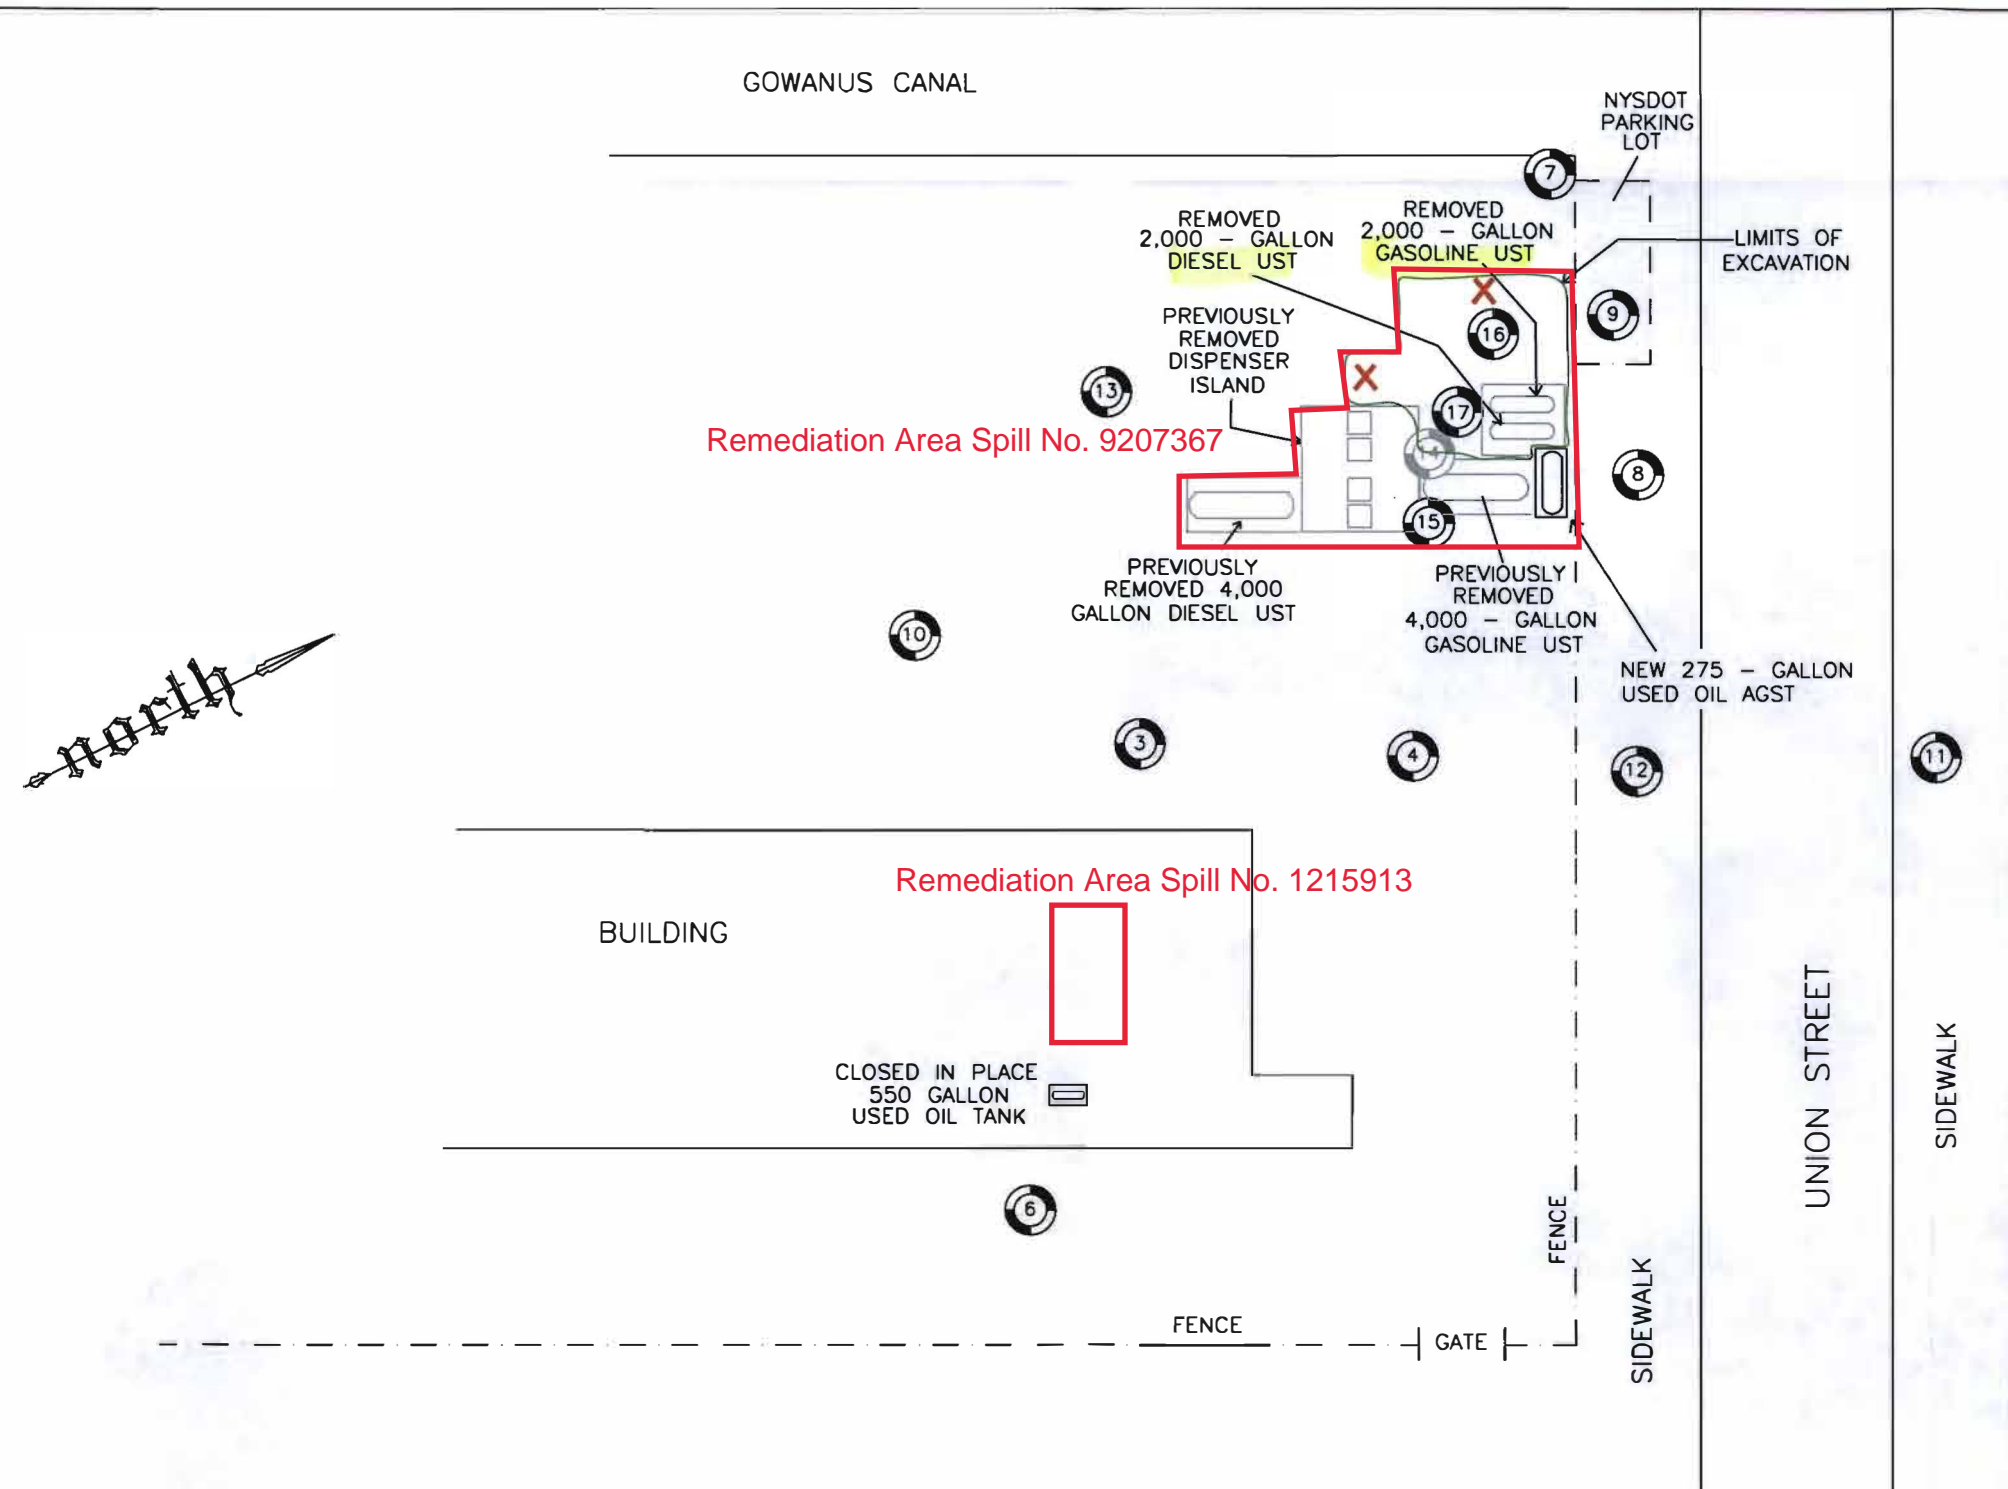 GOWANUS CANAL
NYSDOT
PARKING
LOT
7
REMOVED
2,000 - GALLON
DIESEL UST
REMOVED
2,000 - GALLON
GASOLINE UST
LIMITS OF
EXCAVATION
9
PREVIOUSLY
REMOVED
DISPENSER
ISLAND
16
13
17
Remediation Area Spill No. 9207367
14
8
15
PREVIOUSLY
REMOVED 4,000
GALLON DIESEL UST
PREVIOUSLY
REMOVED
4,000 - GALLON
GASOLINE UST
10
NEW 275 - GALLON
USED OIL AGST
north
3
4
12
11
Remediation Area Spill No. 1215913
BUILDING
CLOSED IN PLACE
550 GALLON
USED OIL TANK
UNION STREET
SIDEWALK
6
FENCE
SIDEWALK
FENCE
GATE